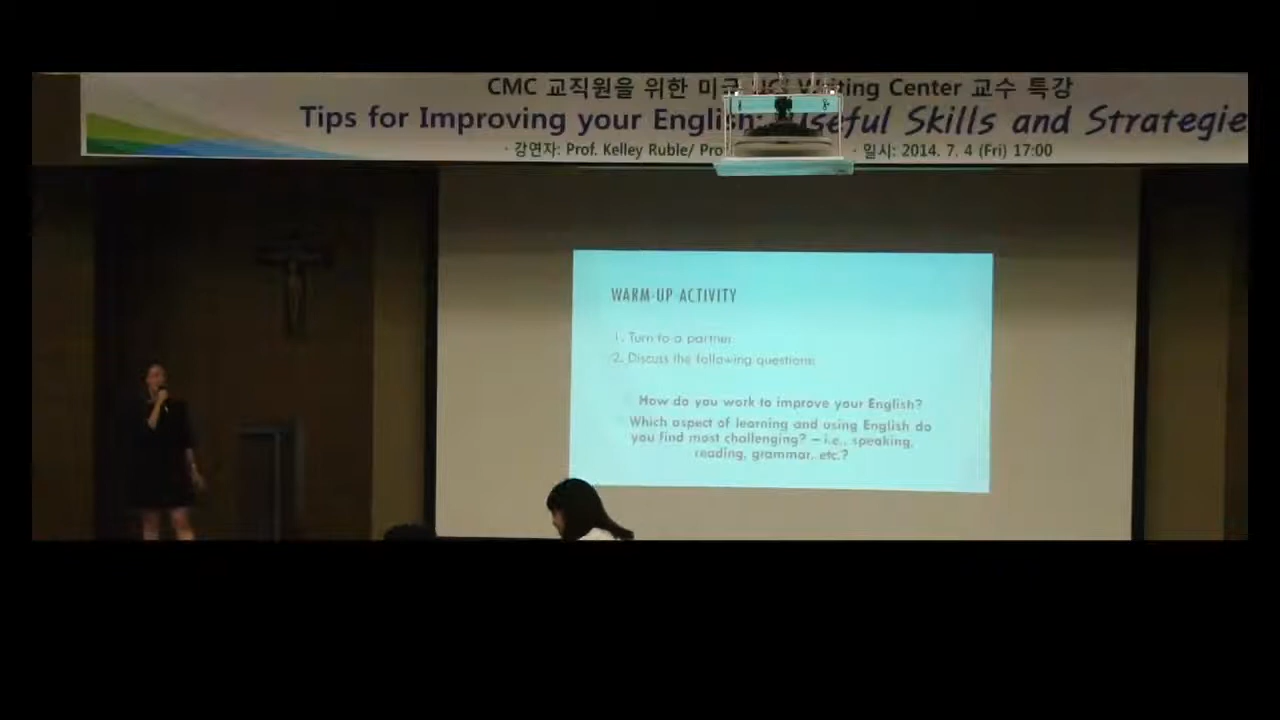 CMC 교직원을 위한 미국 UCI Writing Center 교수 특강
Tips for Improving your English: Useful Skills and Strategie
· 강연자: Prof. Kelley Ruble/ Pro
· 일시: 2014. 7. 4 (Fri) 17:00
WARM-UP ACTIVITY
1. Turn to a partner
2. Discuss the following questions:
How do you work to improve your English?
Which aspect of learning and using English do
you find most challenging? – i.e., speaking,
reading, grammar, etc.?